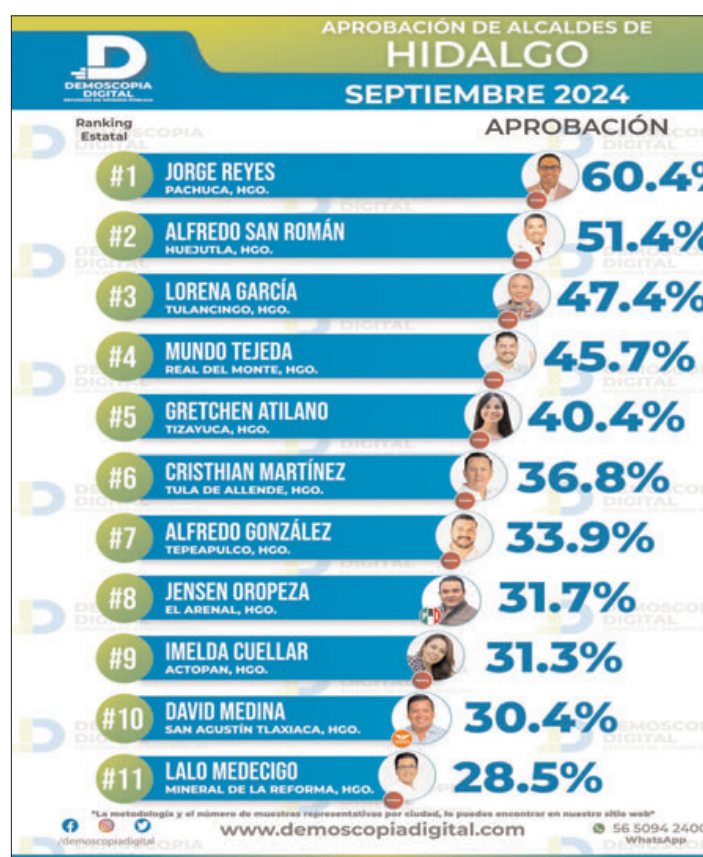 DEMOSCOPIA
DIGITAL
ESTUDIOS DE OPINIÓN PÚBLICA
APROBACIÓN DE ALCALDES DE
HIDALGO
SEPTIEMBRE 2024
Ranking
Estatal
APROBACIÓN
#1 JORGE REYES 60.4%
PACHUCA, HGO.
#2 ALFREDO SAN ROMÁN 51.4%
HUEJUTLA, HGO.
#3 LORENA GARCÍA 47.4%
TULANCINGO, HGO.
#4 MUNDO TEJEDA 45.7%
REAL DEL MONTE, HGO.
#5 GRETCHEN ATILANO 40.4%
TIZAYUCA, HGO.
#6 CRISTHIAN MARTÍNEZ 36.8%
TULA DE ALLENDE, HGO.
#7 ALFREDO GONZÁLEZ 33.9%
TEPEAPULCO, HGO.
#8 JENSEN OROPEZA 31.7%
EL ARENAL, HGO.
#9 IMELDA CUELLAR 31.3%
ACTOPAN, HGO.
#10 DAVID MEDINA 30.4%
SAN AGUSTÍN TLAXIACA, HGO.
#11 LALO MEDECIGO 28.5%
MINERAL DE LA REFORMA, HGO.
"La metodología y el número de muestras representativas por ciudad, lo puedes encontrar en nuestro sitio web"
/demoscopiadigital
www.demoscopiadigital.com
56 5094 2400
WhatsApp